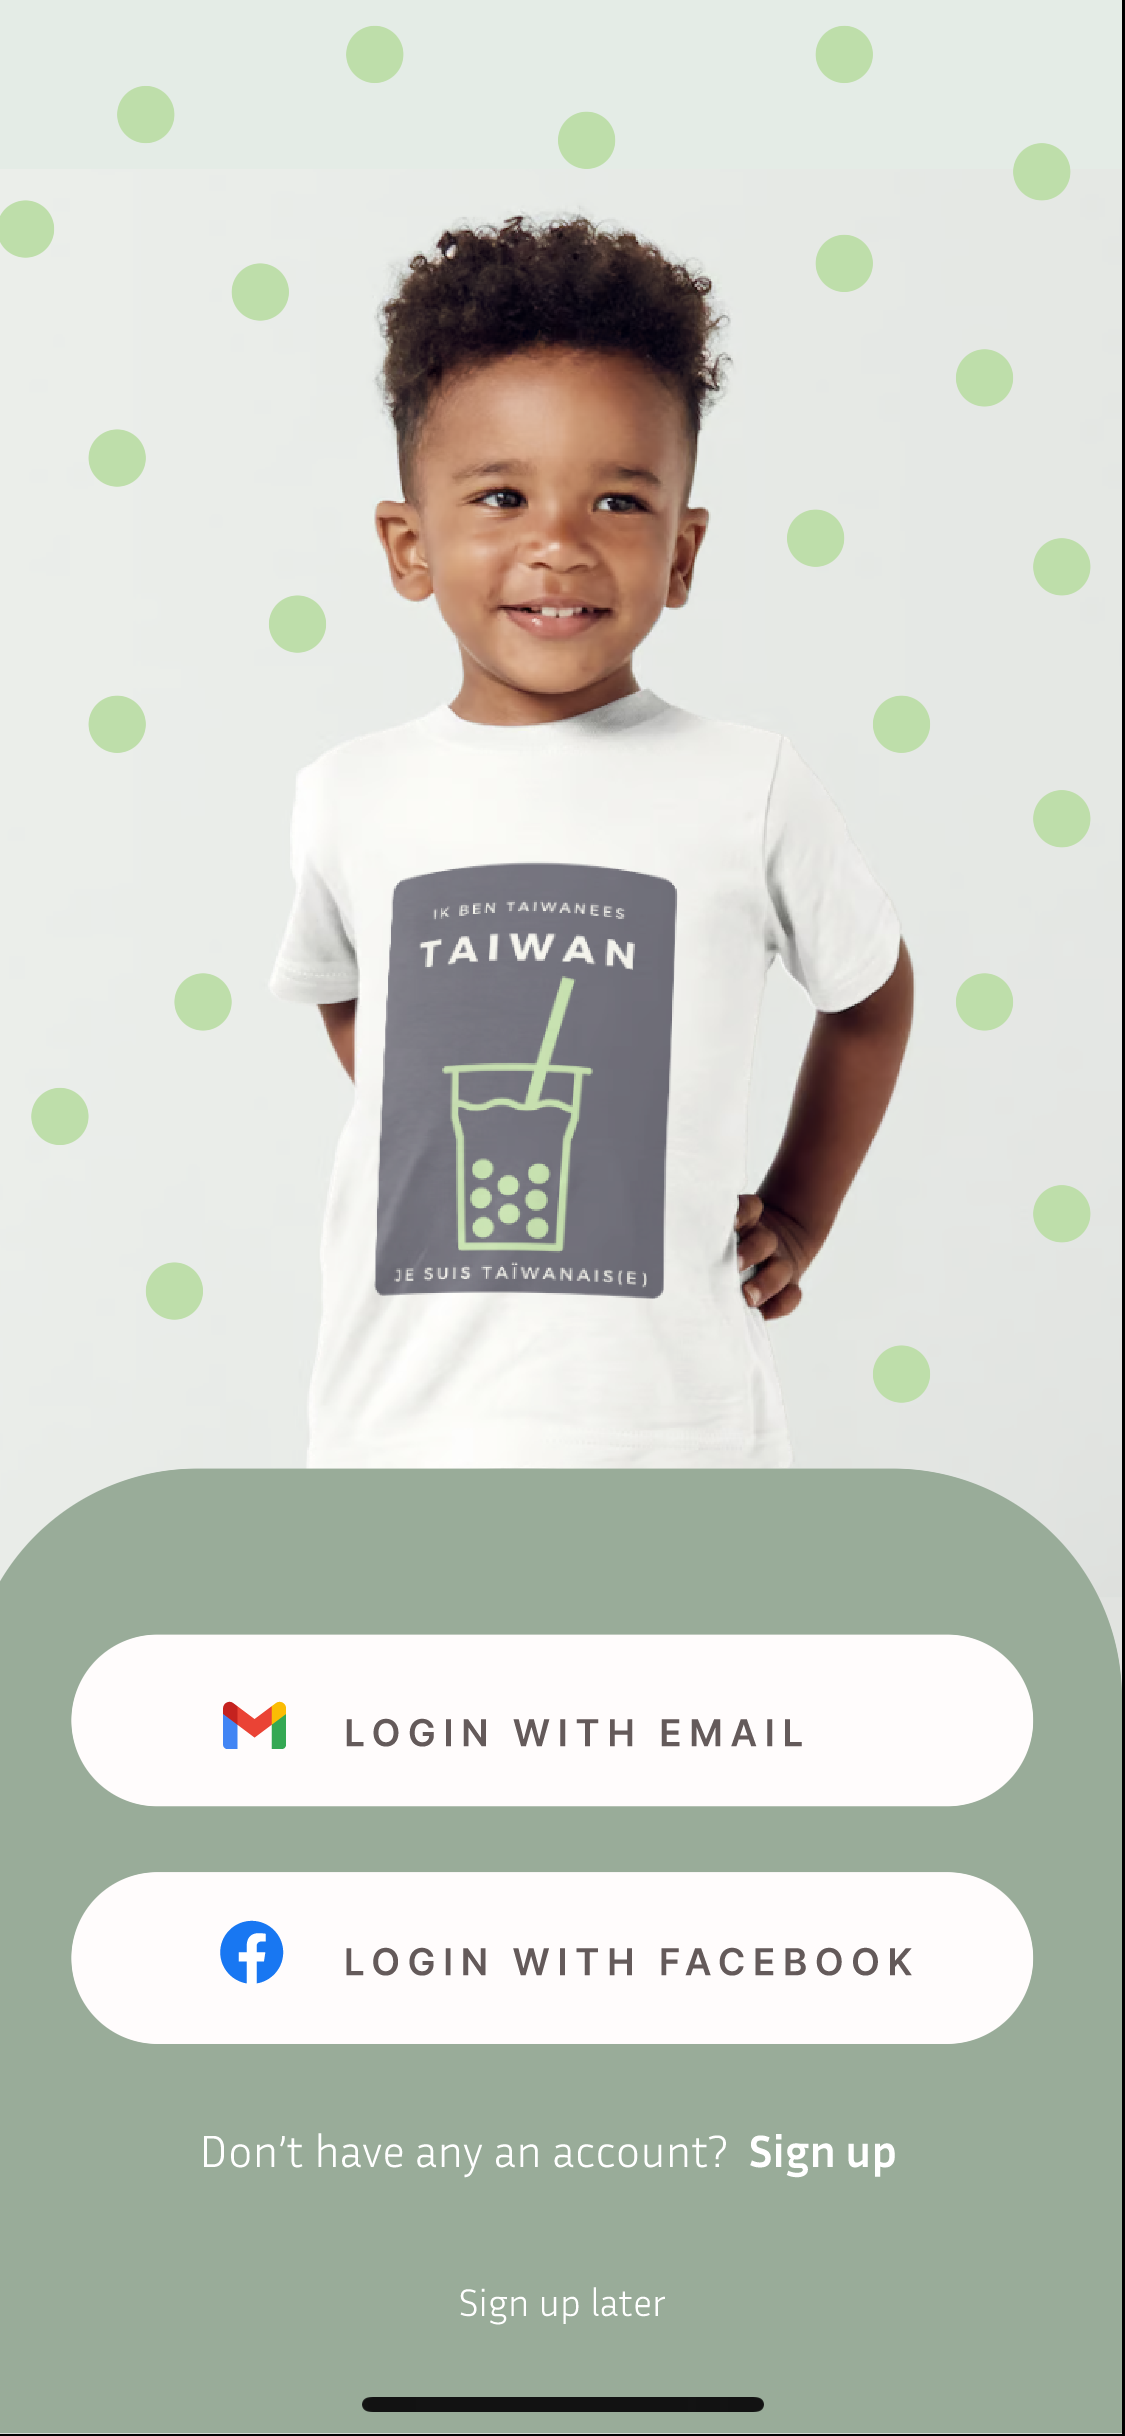 IK BEN TAIWANEES
TAIWAN
JE SUIS TAÏWANAIS(E)
LOGIN WITH EMAIL
LOGIN WITH FACEBOOK
Don't have any an account? Sign up
Sign up later